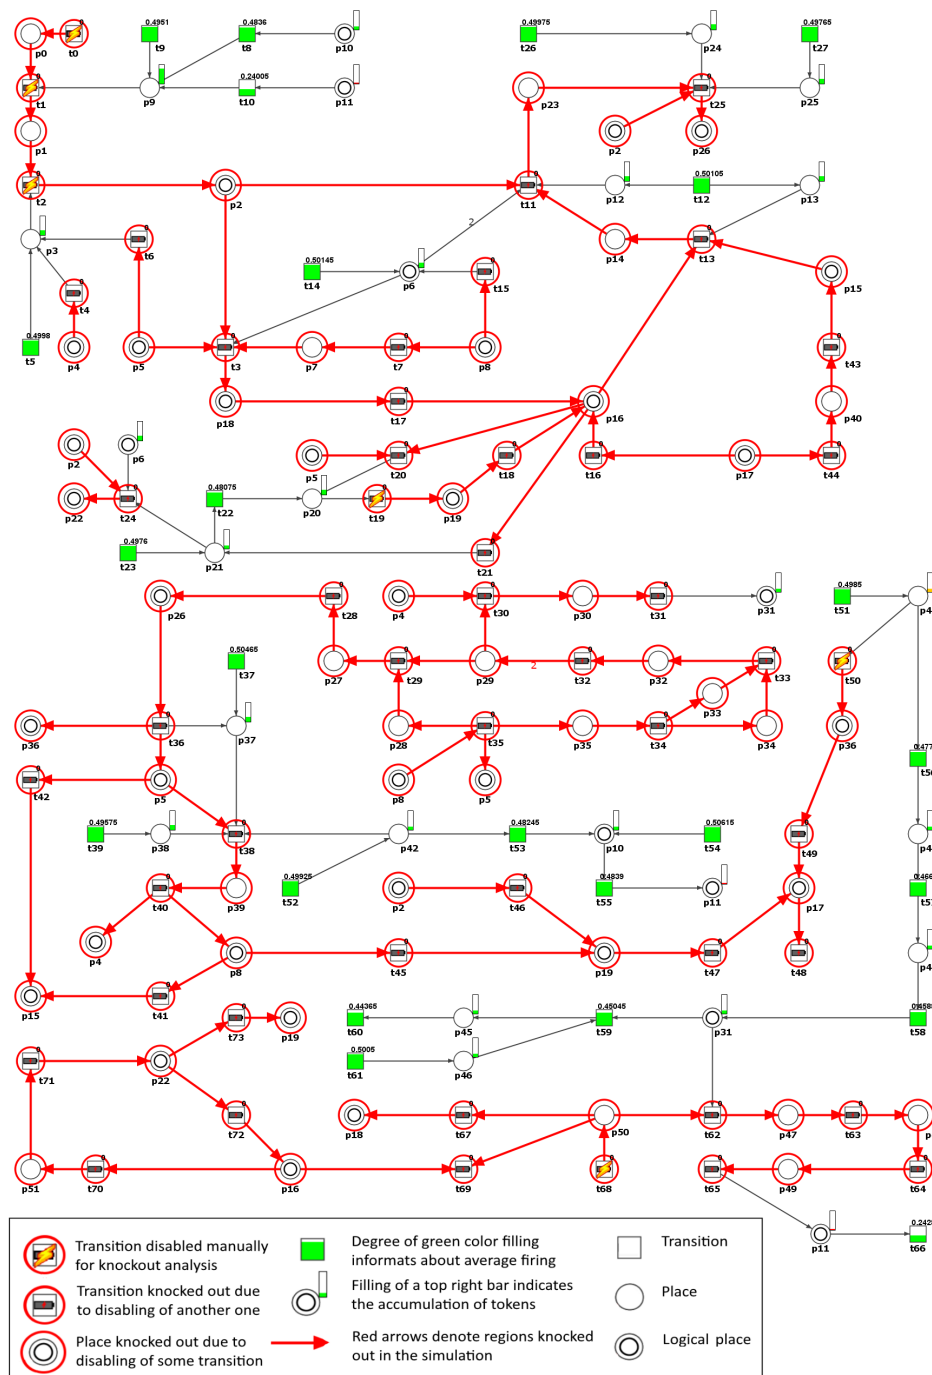 0.4951
0.4836
0.49975
0.49765
p0
t0
t9
t8
p10
t26
p24
t27
0.24005
t1
p9
t10
p11
p23
t25
p25
p1
p2
p26
0.50105
t2
p2
t11
p12
t12
p13
2
p3
t6
0.50145
p14
t13
t14
p6
t15
p15
t4
0.4998
t5
p4
p5
t3
p7
t7
p8
t43
p18
t17
p16
p40
p2
p6
p5
t20
t18
t16
p17
t44
0.48075
p22
t24
t22
p20
t19
p19
0.4976
t23
p21
t21
0.4985
p26
t28
p4
t30
p30
t31
p31
t51
0.50465
t37
p27
t29
p29
2
t32
p32
t33
t50
p33
p36
t36
p37
p28
t35
p35
t34
p34
p36
t42
p5
p8
p5
0.49575
0.48245
0.50615
t39
p38
t38
p42
t53
p10
t54
t49
0.49925
0.4839
t40
p39
t52
p2
t46
t55
p11
p17
p4
p8
t45
p19
t47
t48
p15
t41
0.44365
0.45045
t73
p19
t60
p45
t59
p31
t58
0.5005
t71
p22
t61
p46
t72
p18
t67
p50
t62
p47
t63
p51
t70
p16
t69
t68
t65
p49
t64
p11
t66
Transition disabled manually
for knockout analysis
Degree of green color filling
informats about average firing
Transition
Transition knocked out due
to disabling of another one
Filling of a top right bar indicates
the accumulation of tokens
Place
Place knocked out due to
disabling of some transition
Red arrows denote regions knocked
out in the simulation
Logical place